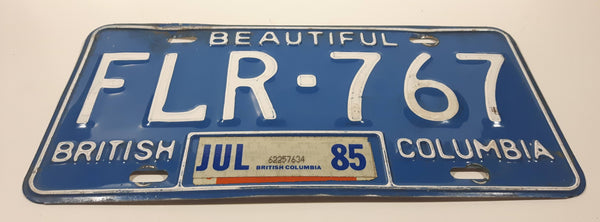 BEAUTIFUL
FLR·767
BRITISH JUL 62257634 85 COLUMBIA
BRITISH COLUMBIA